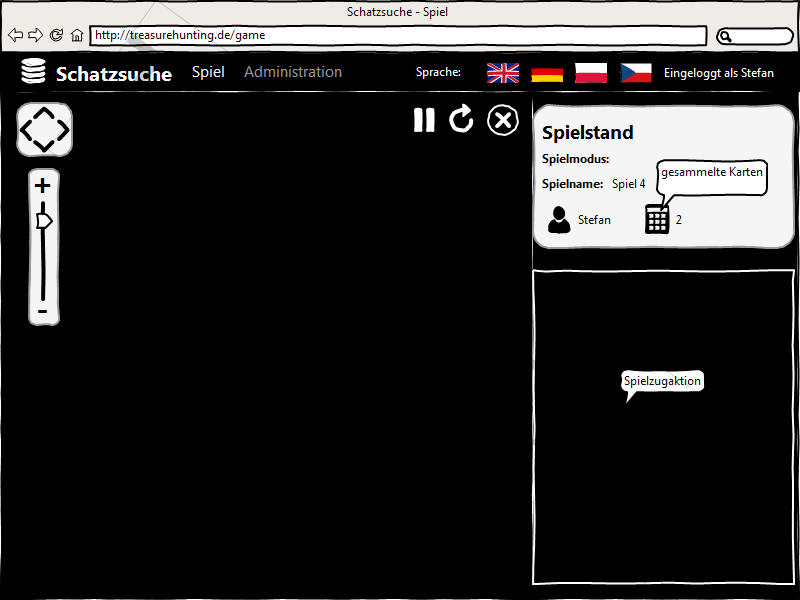 Schatzsuche - Spiel
http://treasurehunting.de/game
Schatzsuche Spiel Administration Sprache: Eingeloggt als Stefan
Spielstand
Spielmodus:
gesammelte Karten
Spielname: Spiel 4
Stefan 2
+
-
Spielzugaktion